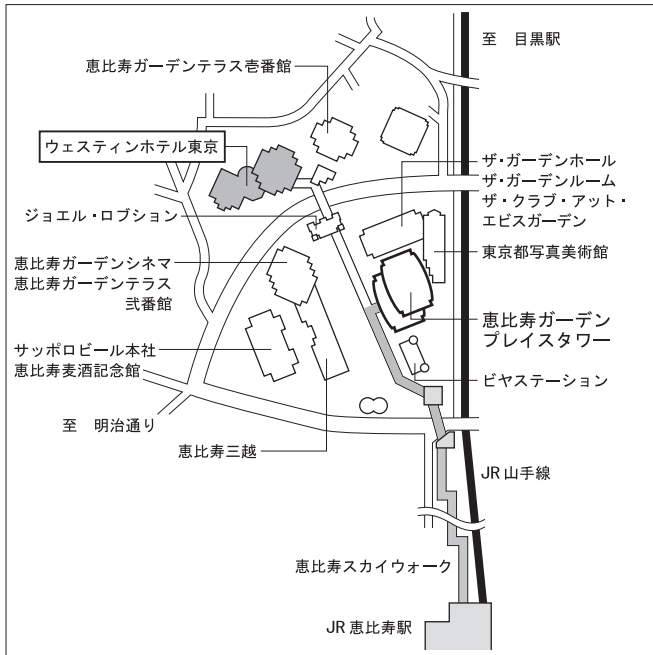 至　目黒駅
恵比寿ガーデンテラス壱番館
ウェスティンホテル東京
ザ・ガーデンホール
ザ・ガーデンルーム
ザ・クラブ・アット・
エビスガーデン
ジョエル・ロブション
東京都写真美術館
恵比寿ガーデンシネマ
恵比寿ガーデンテラス
弐番館
恵比寿ガーデン
プレイスタワー
サッポロビール本社
恵比寿麦酒記念館
ビヤステーション
至　明治通り
恵比寿三越
JR山手線
恵比寿スカイウォーク
JR恵比寿駅